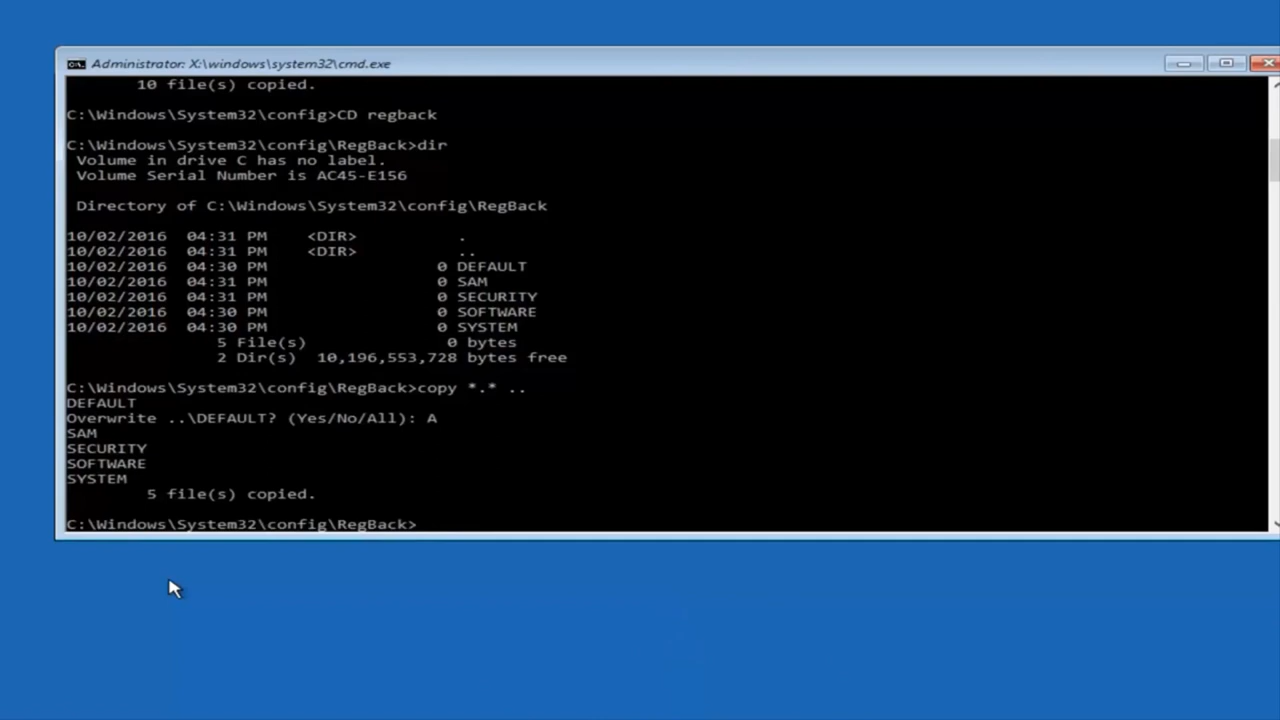 Administrator: X:\windows\system32\cmd.exe
10 file(s) copied.
C:\Windows\System32\config>CD regback
C:\Windows\System32\config\RegBack>dir
Volume in drive C has no label.
Volume Serial Number is AC45-E156
Directory of C:\Windows\System32\config\RegBack
10/02/2016 04:31 PM <DIR> .
10/02/2016 04:31 PM <DIR> ..
10/02/2016 04:30 PM 0 DEFAULT
10/02/2016 04:31 PM 0 SAM
10/02/2016 04:31 PM 0 SECURITY
10/02/2016 04:30 PM 0 SOFTWARE
10/02/2016 04:30 PM 0 SYSTEM
5 File(s) 0 bytes
2 Dir(s) 10,196,553,728 bytes free
C:\Windows\System32\config\RegBack>copy *.* ..
DEFAULT
Overwrite ..\DEFAULT? (Yes/No/All): A
SAM
SECURITY
SOFTWARE
SYSTEM
5 file(s) copied.
C:\Windows\System32\config\RegBack>